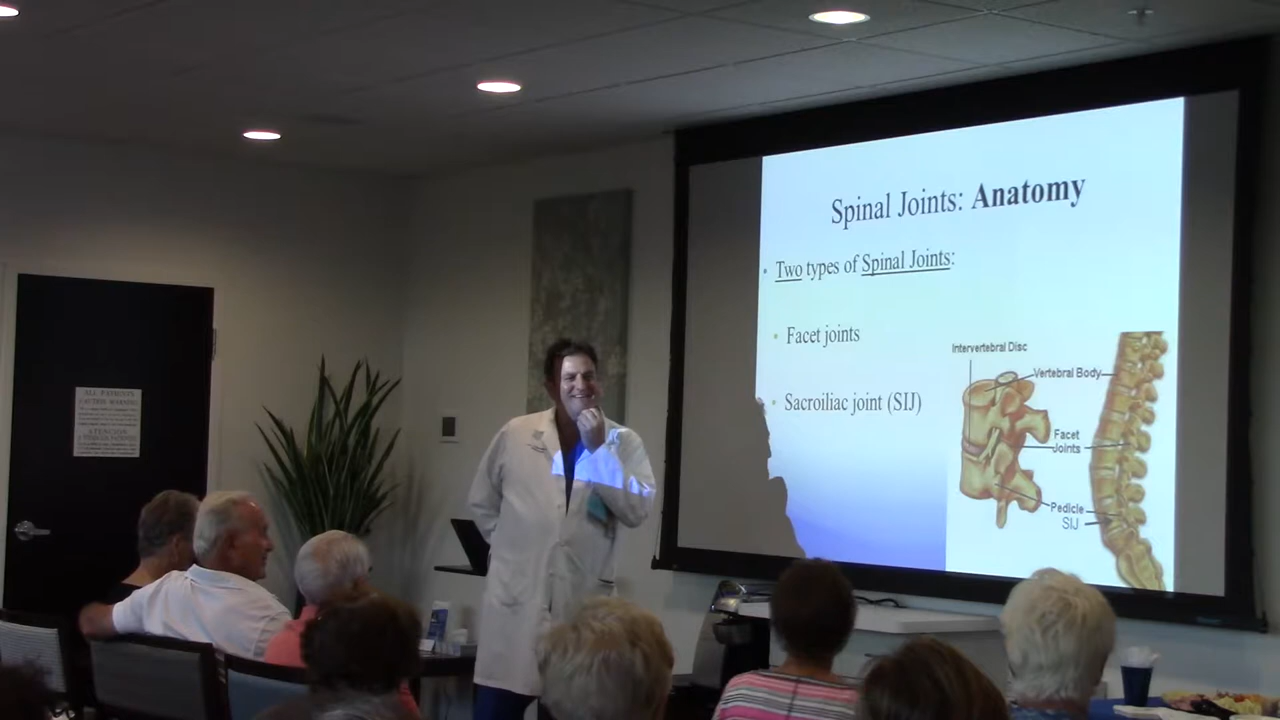 Spinal Joints: Anatomy
• Two types of Spinal Joints:
• Facet joints
• Sacroiliac joint (SIJ)
Intervertebral Disc
Vertebral Body
Facet
Joints
Pedicle
SIJ
ALL PATIENTS
ATENCION